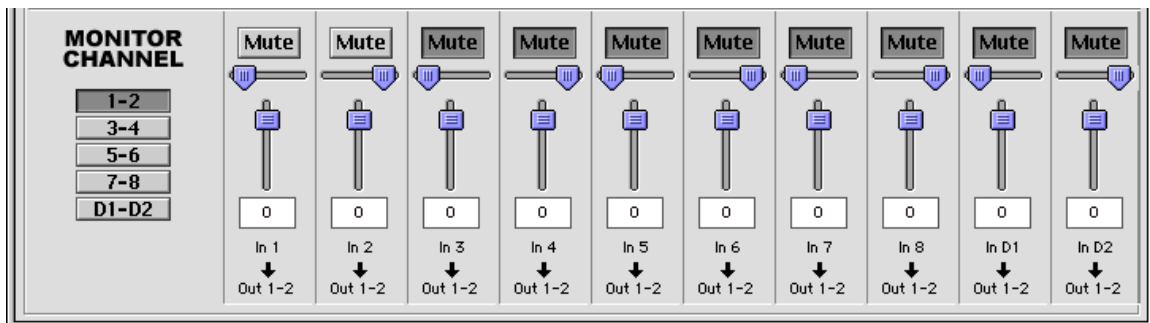 MONITOR
CHANNEL
1-2
3-4
5-6
7-8
D1-D2
Mute Mute Mute Mute Mute Mute Mute Mute Mute Mute
0 0 0 0 0 0 0 0 0 0
In 1 In 2 In 3 In 4 In 5 In 6 In 7 In 8 In D1 In D2
Out 1-2 Out 1-2 Out 1-2 Out 1-2 Out 1-2 Out 1-2 Out 1-2 Out 1-2 Out 1-2 Out 1-2